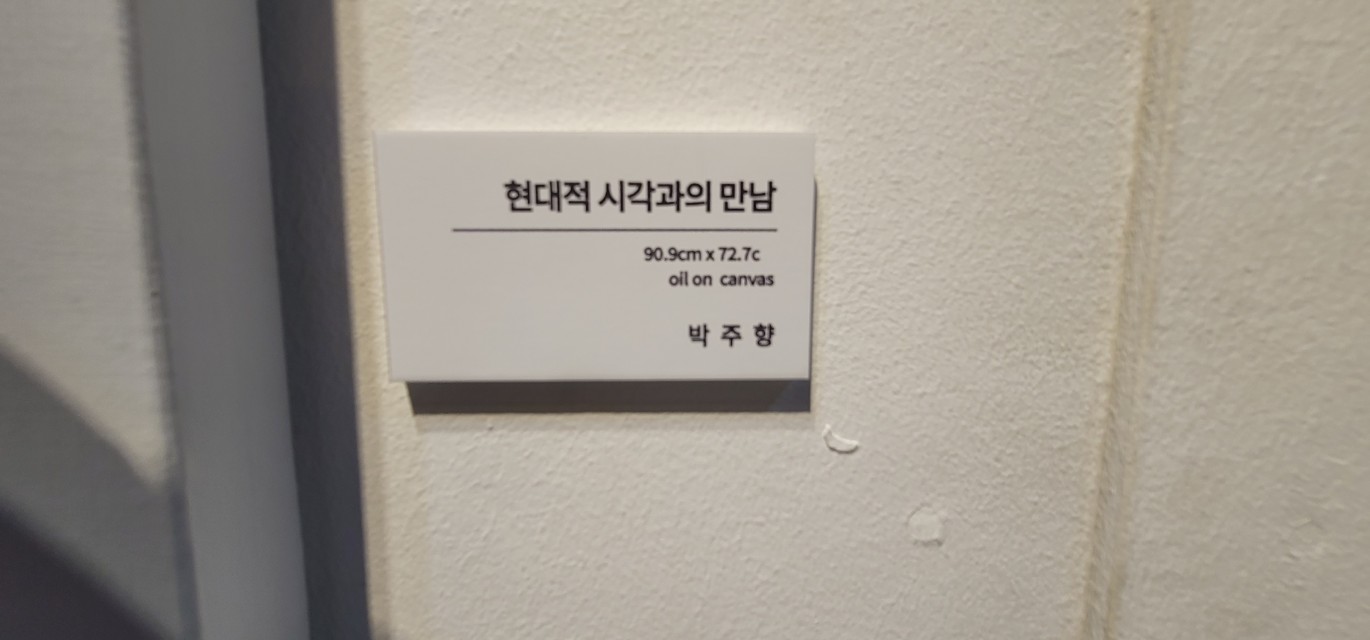 현대적 시각과의 만남
90.9cm x 72.7c
oil on canvas
박 주 향